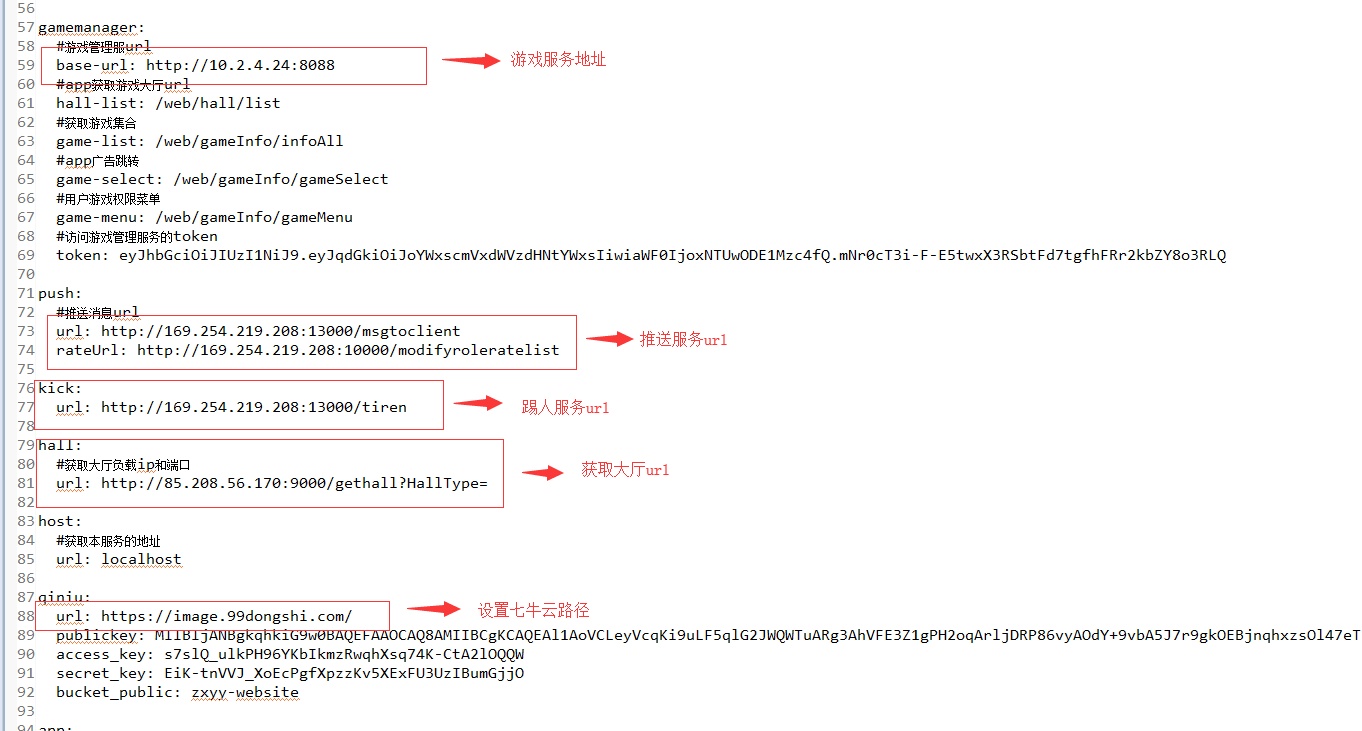 56
57 gamemanager:
58 #游戏管理服url
59 base-url: http://10.2.4.24:8088
游戏服务地址
60 #app获取游戏大厅url
61 hall-list: /web/hall/list
62 #获取游戏集合
63 game-list: /web/gameInfo/infoAll
64 #app广告跳转
65 game-select: /web/gameInfo/gameSelect
66 #用户游戏权限菜单
67 game-menu: /web/gameInfo/gameMenu
68 #访问游戏管理服务的token
69 token: eyJhbGciOiJIUzI1NiJ9.eyJqdGkiOiJoYWxscmVxdWVzdHNtYWxsIiwiaWF0IjoxNTUwODE1Mzc4fQ.mNr0cT3i-F-E5twxX3RSbtFd7tgfhFRr2kbZY8o3RLQ
70
71 push:
72 #推送消息url
73 url: http://169.254.219.208:13000/msgtoclient
推送服务url
74 rateUrl: http://169.254.219.208:10000/modifyroleratelist
75
76 kick:
77 url: http://169.254.219.208:13000/tiren
踢人服务url
78
79 hall:
80 #获取大厅负载ip和端口
获取大厅url
81 url: http://85.208.56.170:9000/gethall?HallType=
82
83 host:
84 #获取本服务的地址
85 url: localhost
86
87 qiniu:
88 url: https://image.99dongshi.com/
设置七牛云路径
89 publickey: MIIBIjANBgkqhkiG9w0BAQEFAAOCAQ8AMIIBCgKCAQEAl1AoVCLeyVcqKi9uLF5qlG2JWQWTuARg3AhVFE3Z1gPH2oqArljDRP86vyAOdY+9vbA5J7r9gkOEBjnqhxzsOl47eT
90 access_key: s7slQ_ulkPH96YKbIkmzRwqhXsq74K-CtA2lOQQW
91 secret_key: EiK-tnVVJ_XoEcPgfXpzzKv5XExFU3UzIBumGjjO
92 bucket_public: zxyy-website
93
94 app: